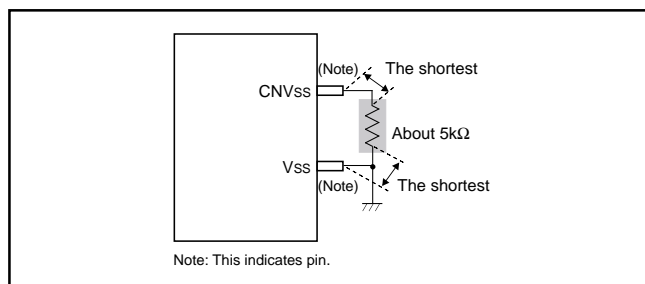 (Note)
The shortest
CNVss
About 5kΩ
Vss
(Note)
The shortest
Note: This indicates pin.